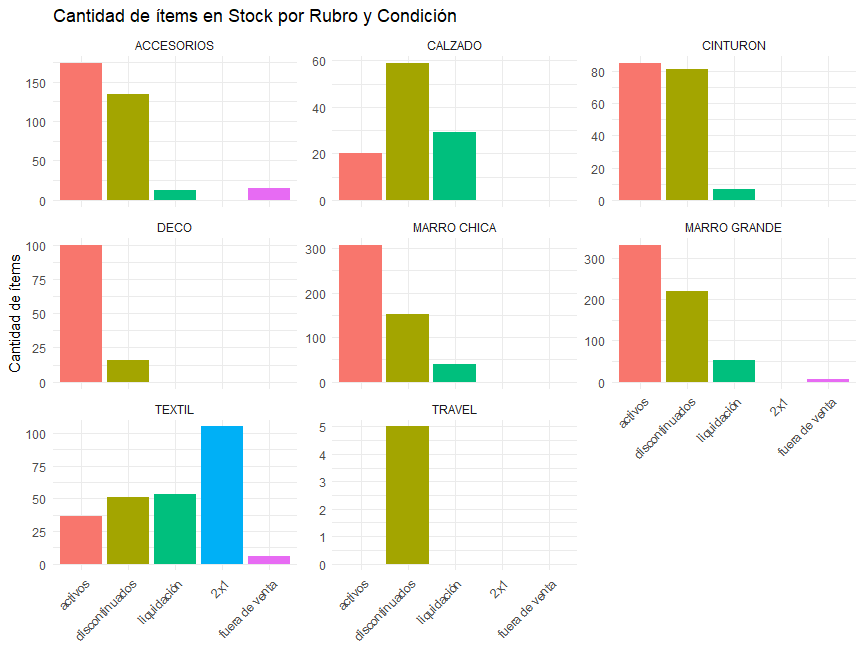 Cantidad de ítems en Stock por Rubro y Condición
ACCESORIOS
CALZADO
CINTURON
150
100
50
0
60
40
20
0
80
60
40
20
0
DECO
MARRO CHICA
MARRO GRANDE
100
75
50
25
0
300
200
100
0
300
200
100
0
Cantidad de ítems
TEXTIL
TRAVEL
100
75
50
25
0
5
4
3
2
1
0
activos
discontinuados
liquidación
2x1
fuera de venta
activos
discontinuados
liquidación
2x1
fuera de venta
activos
discontinuados
liquidación
2x1
fuera de venta